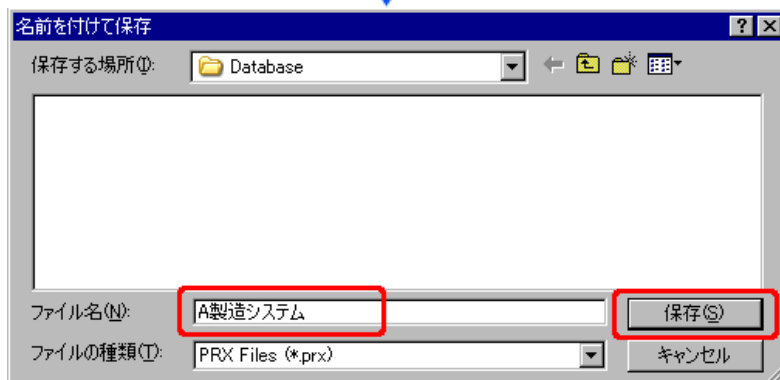 名前を付けて保存
保存する場所(I): Database
ファイル名(N): A製造システム 保存(S)
ファイルの種類(T): PRX Files (*.prx) キャンセル